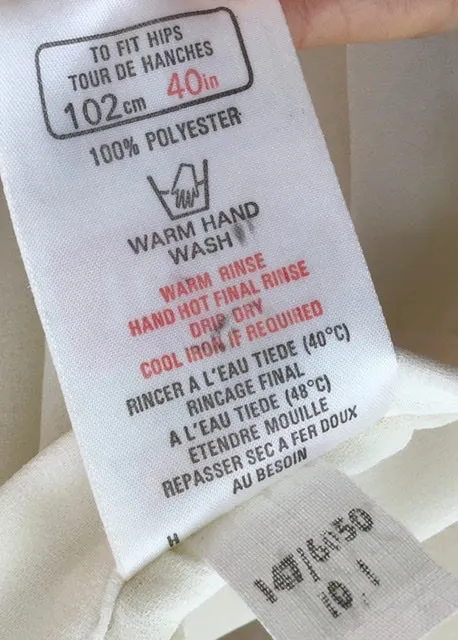 TO FIT HIPS
TOUR DE HANCHES
102cm 40in
100% POLYESTER
WARM HAND
WASH
WARM RINSE
HAND HOT FINAL RINSE
DRIP DRY
COOL IRON IF REQUIRED
RINCER A L'EAU TIEDE (40°C)
RINCAGE FINAL
A L'EAU TIEDE (48°C)
ETENDRE MOUILLE
REPASSER SEC A FER DOUX
AU BESOIN
H